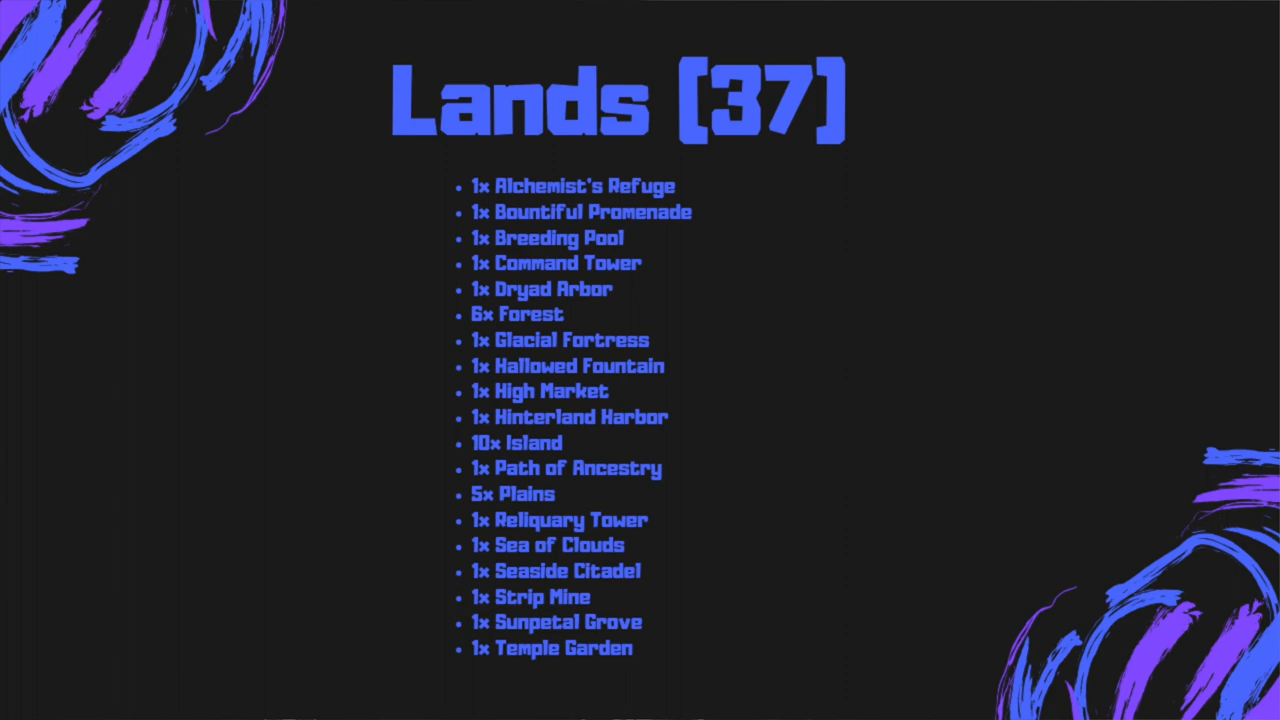 Lands (37)
• 1x Alchemist's Refuge
• 1x Bountiful Promenade
• 1x Breeding Pool
• 1x Command Tower
• 1x Dryad Arbor
• 6x Forest
• 1x Glacial Fortress
• 1x Hallowed Fountain
• 1x High Market
• 1x Hinterland Harbor
• 10x Island
• 1x Path of Ancestry
• 5x Plains
• 1x Reliquary Tower
• 1x Sea of Clouds
• 1x Seaside Citadel
• 1x Strip Mine
• 1x Sunpetal Grove
• 1x Temple Garden